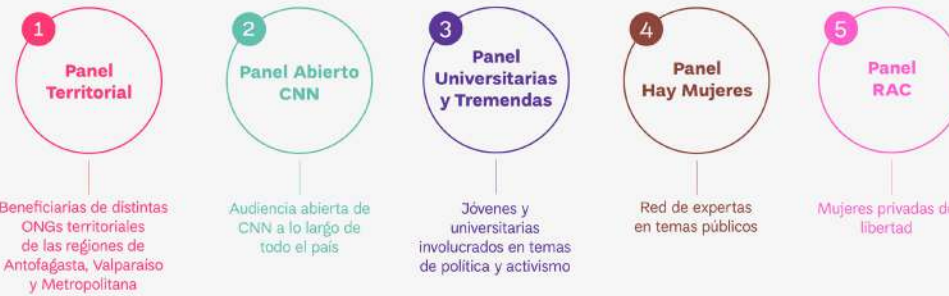 1
Panel
Territorial
Beneficiarias de distintas
ONGs territoriales
de las regiones de
Antofagasta, Valparaíso
y Metropolitana
2
Panel Abierto
CNN
Audiencia abierta de
CNN a lo largo de
todo el país
3
Panel
Universitarias
y Tremendas
Jóvenes y
universitarias
involucrados en temas
de política y activismo
4
Panel
Hay Mujeres
Red de expertas
en temas públicos
5
Panel
RAC
Mujeres privadas de
libertad